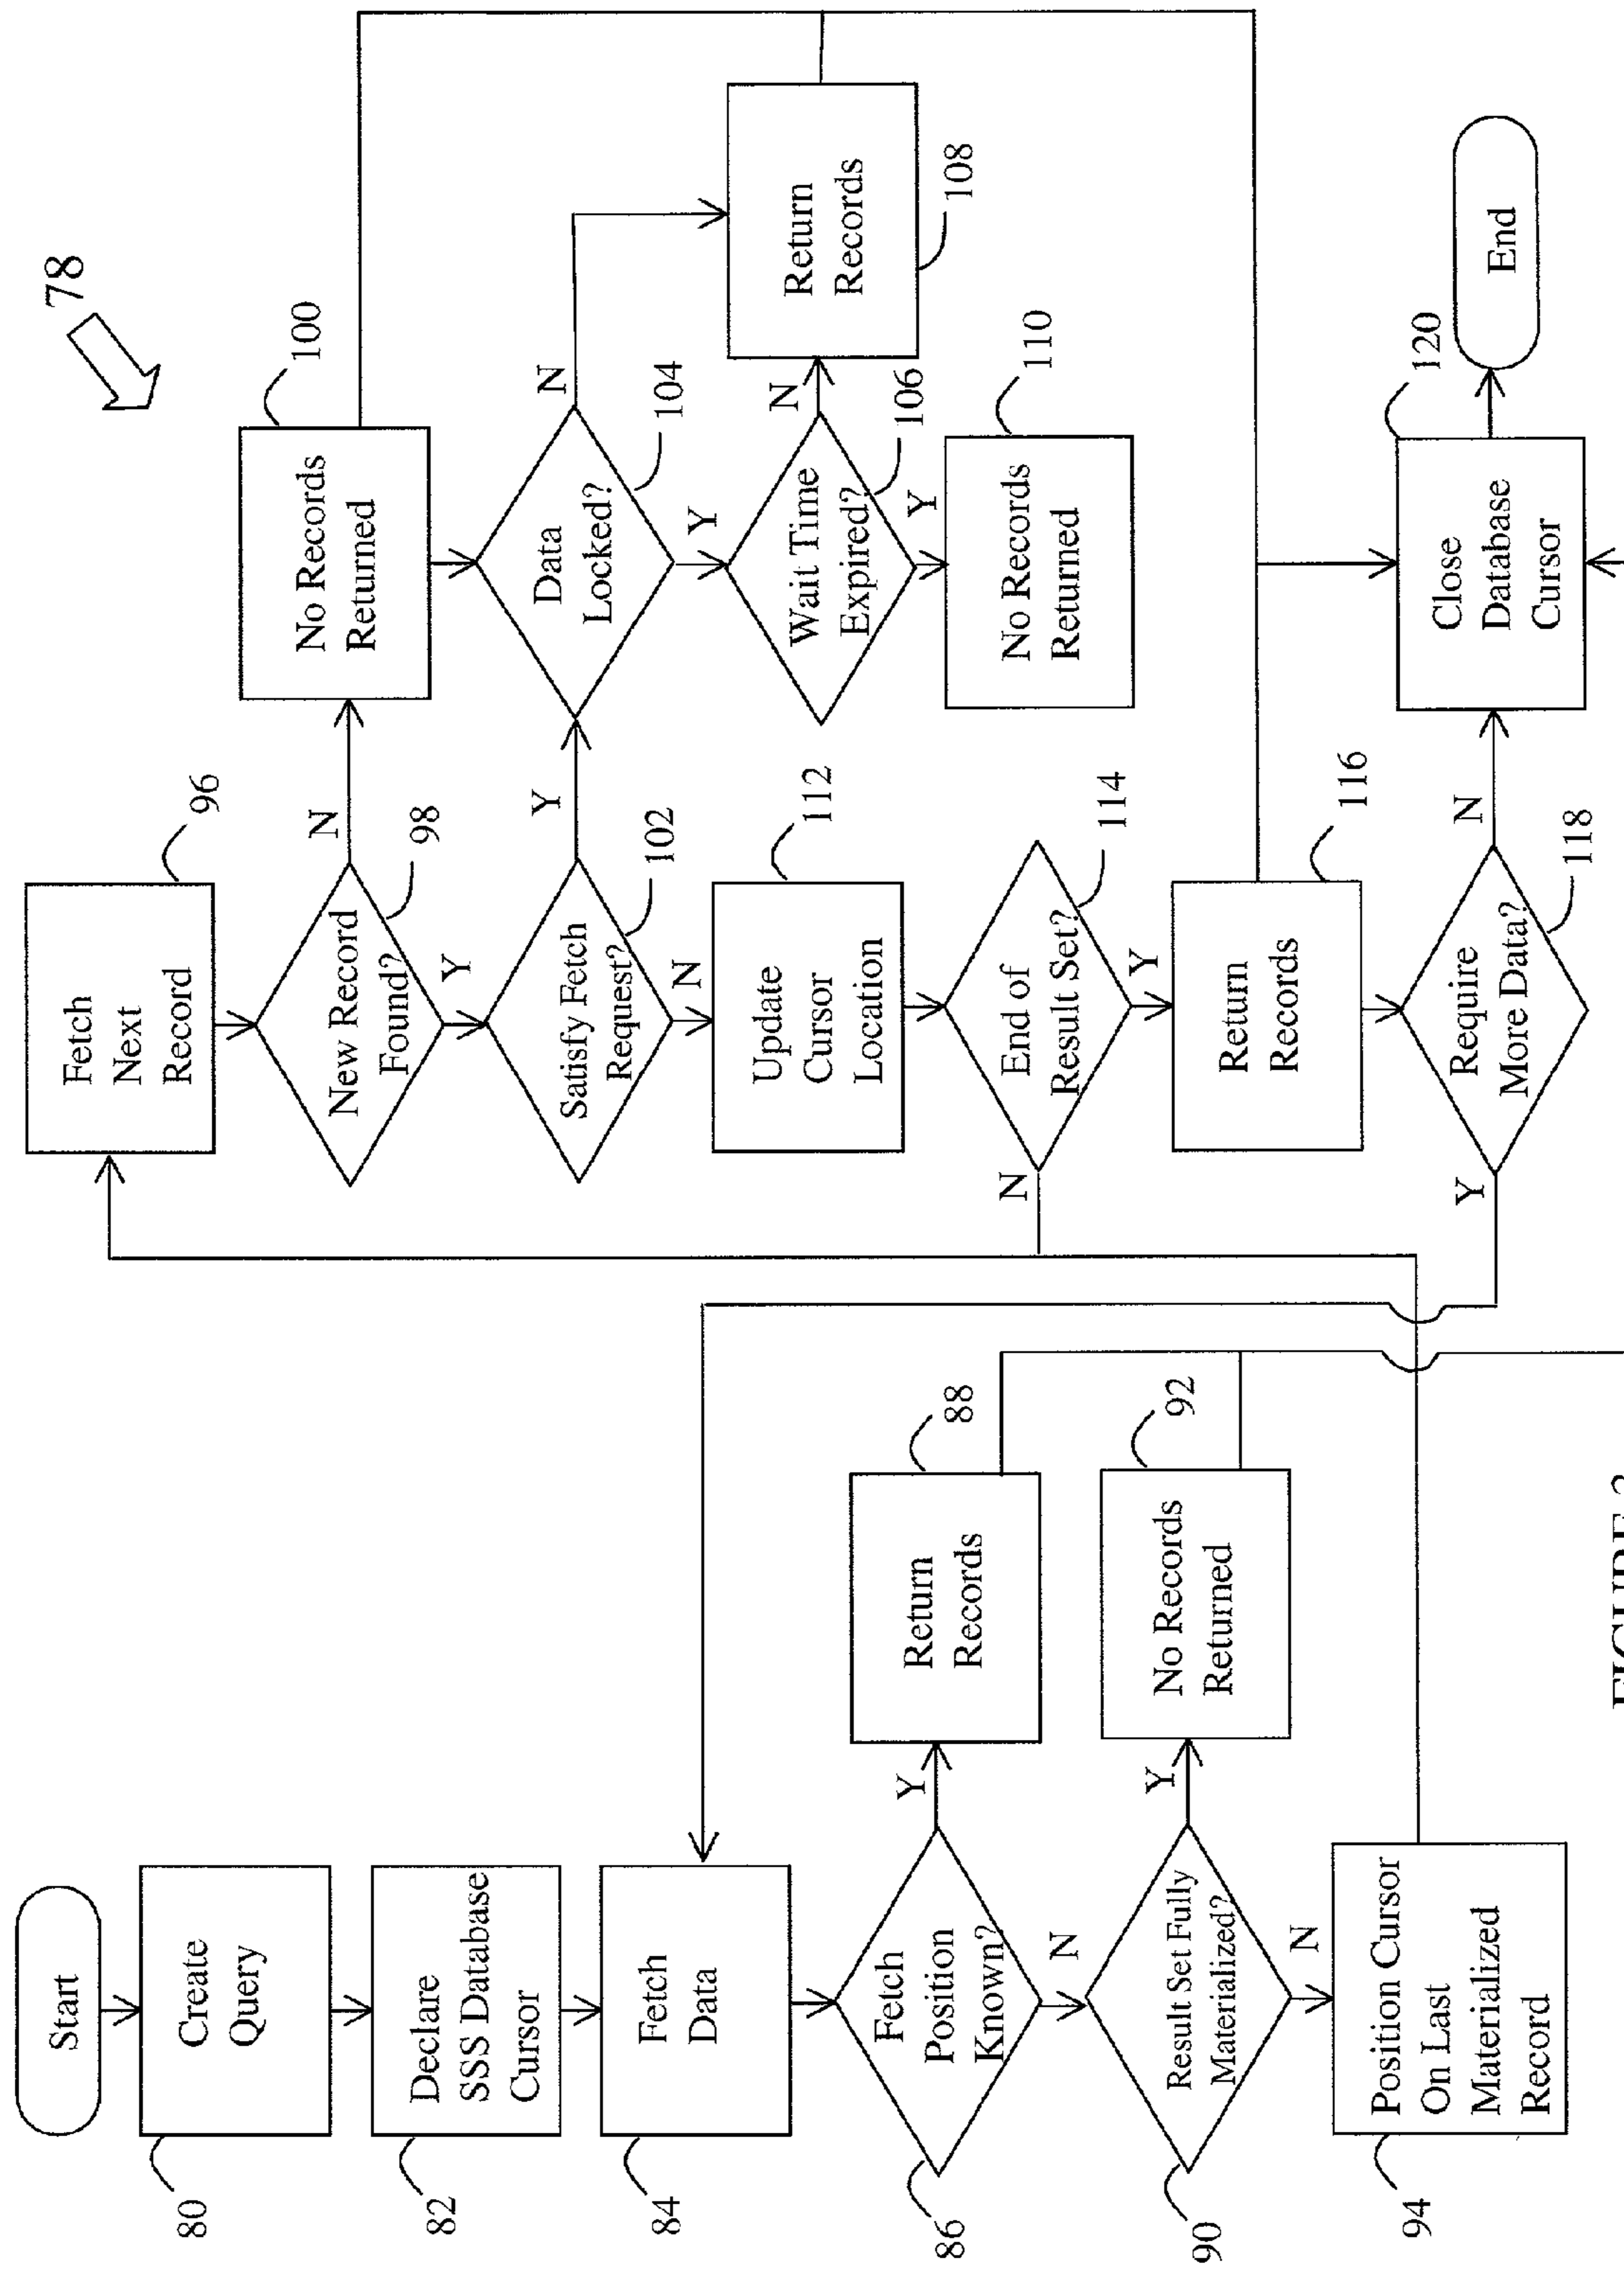 78
Start
80
Create
Query
82
Declare
SSS Database
Cursor
84
Fetch
Data
86
Fetch
Position
Known?
Y
N
88
Return
Records
90
Result Set Fully
Materialized?
Y
N
92
No Records
Returned
94
Position Cursor
On Last
Materialized
Record
96
Fetch
Next
Record
98
New Record
Found?
N
Y
100
No Records
Returned
102
Satisfy Fetch
Request?
Y
N
104
Data
Locked?
N
Y
106
Wait Time
Expired?
N
Y
108
Return
Records
110
No Records
Returned
112
Update
Cursor
Location
114
End of
Result Set?
N
Y
116
Return
Records
118
Require
More Data?
Y
N
120
Close
Database
Cursor
End